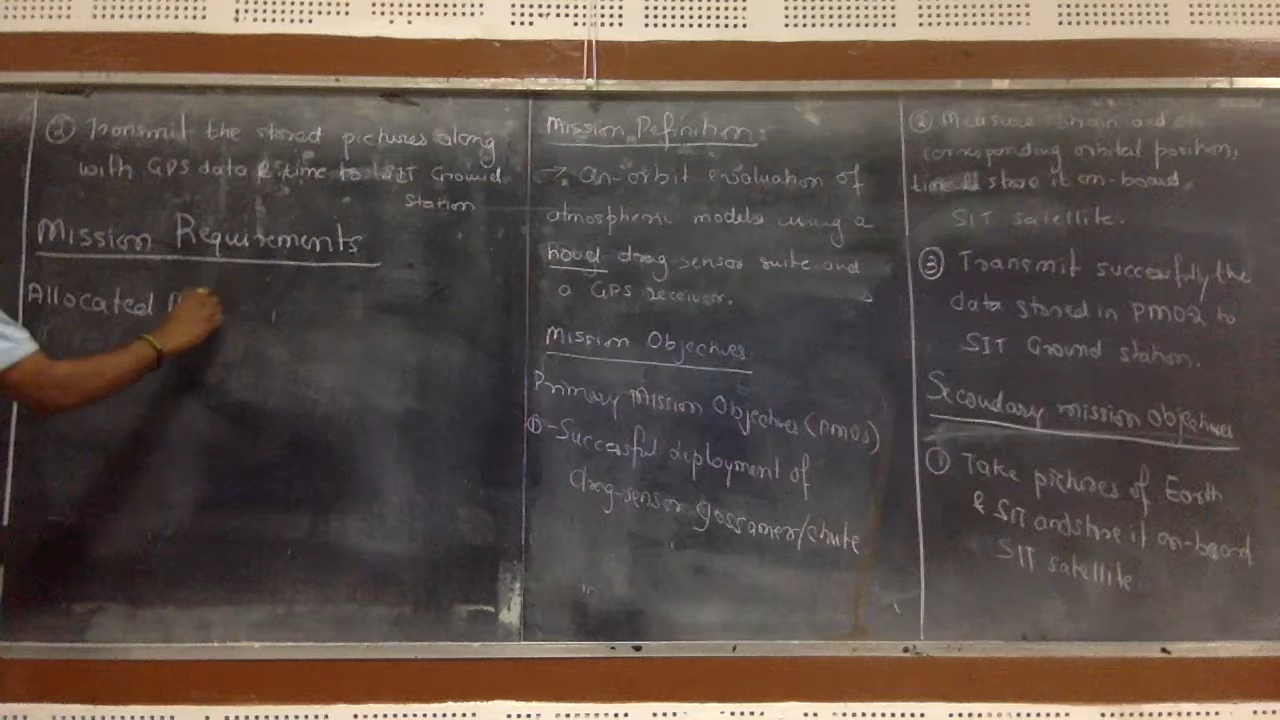 ② Transmit the stored pictures along
with GPS data & time to SIT Ground
Station
Mission Requirements
Allocated
Mission Definition:
On-orbit evaluation of
atmospheric models using a
novel drag sensor suite and
a GPS receiver.
Mission Objectives
Primary Mission Objectives (PMOs)
① Successful deployment of
drag-sensor gossamer/chute
② Measure strain and
corresponding orbital position,
time & store it on-board.
SIT satellite.
③ Transmit successfully the
data stored in PMO2 to
SIT Ground station.
Secondary mission Objectives
① Take pictures of Earth
& SIT and store it on-board
SIT satellite